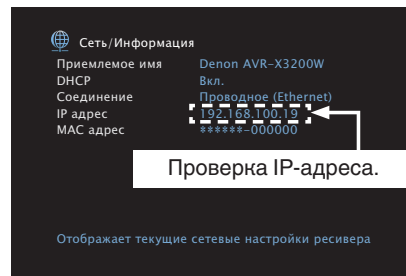 Сеть/Информация
Приемлемое имя Denon AVR-X3200W
DHCP Вкл.
Соединение Проводное (Ethernet)
IP адрес 192.168.100.19
MAC адрес ******-000000
Проверка IP-адреса.
Отображает текущие сетевые настройки ресивера